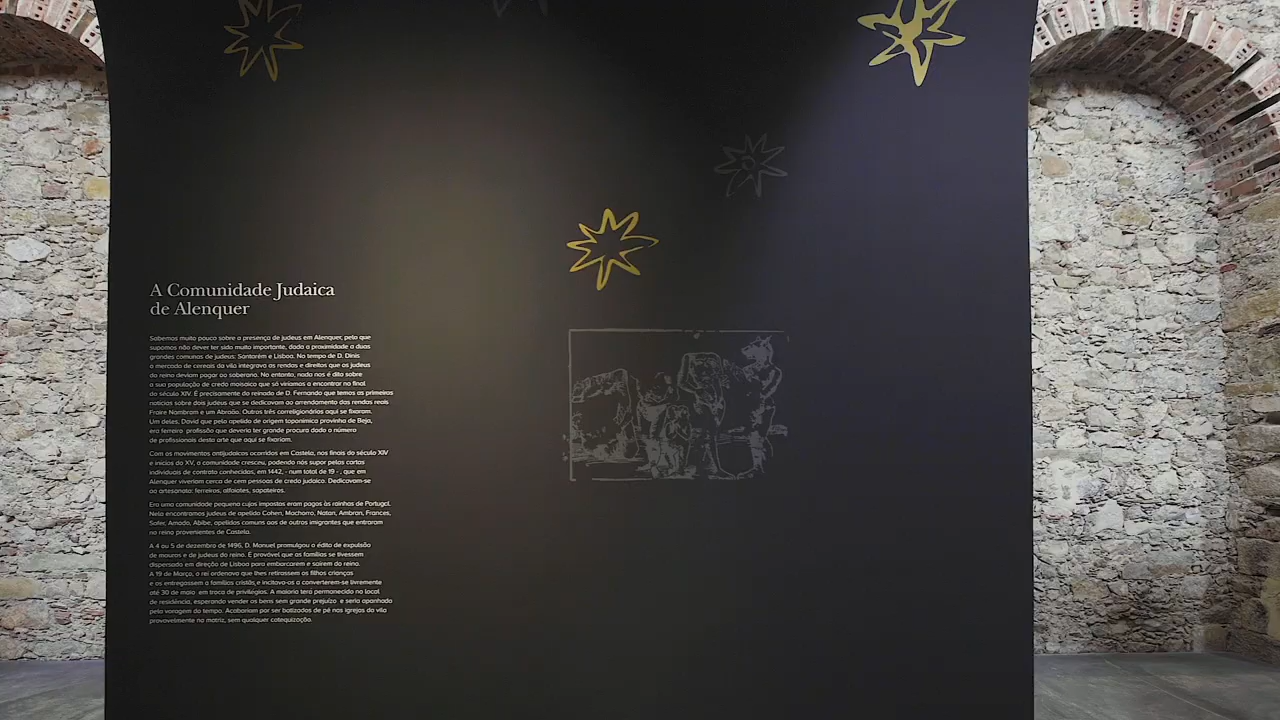 A Comunidade Judaica
de Alenquer
Sabemos muito pouco sobre a presença de judeus em Alenquer, pelo que
supomos não dever ter sido muito importante, dada a proximidade a duas
grandes comunas de judeus: Santarém e Lisboa. No tempo de D. Dinis
o mercado de cereais da vila integrava as rendas e direitos que os judeus
do reino deviam pagar ao soberano. No entanto, nada nos é dito sobre
a sua população de credo mosaico que só viríamos a encontrar no final
do século XIV. É precisamente do reinado de D. Fernando que temos as primeiras
notícias sobre dois judeus que se dedicavam ao arrendamento das rendas reais
Fraire Nambram e um Abraão. Outros três correligionários aqui se fixaram.
Um deles, David que pelo apelido de origem toponímica provinha de Beja,
era ferreiro profissão que deveria ter grande procura dado o número
de profissionais desta arte que aqui se fixariam.
Com os movimentos antijudaicos ocorridos em Castela, nos finais do século XIV
e inícios do XV, a comunidade cresceu, podendo nós supor pelas cartas
individuais de contrato conhecidas, em 1442, - num total de 19 - , que em
Alenquer viveriam cerca de cem pessoas de credo judaico. Dedicavam-se
ao artesanato: ferreiros, alfaiates, sapateiros.
Era uma comunidade pequena cujos impostos eram pagos às rainhas de Portugal.
Nela encontramos judeus de apelido Cohen, Machorro, Natan, Ambran, Frances,
Sofer, Amado, Abibe, apelidos comuns aos de outros imigrantes que entraram
no reino provenientes de Castela.
A 4 ou 5 de dezembro de 1496, D. Manuel promulgou o édito de expulsão
de mouros e de judeus do reino. É provável que as famílias se tivessem
dispersado em direção de Lisboa para embarcarem e saírem do reino.
A 19 de Março, o rei ordenava que lhes retirassem os filhos crianças
e os entregassem a famílias cristãs,e incitava-os a converterem-se livremente
até 30 de maio em troca de privilégios. A maioria terá permanecido no local
de residência, esperando vender os bens sem grande prejuízo e seria apanhada
pela voragem do tempo. Acabariam por ser batizados de pé nas igrejas da vila
provavelmente na matriz, sem qualquer catequização.